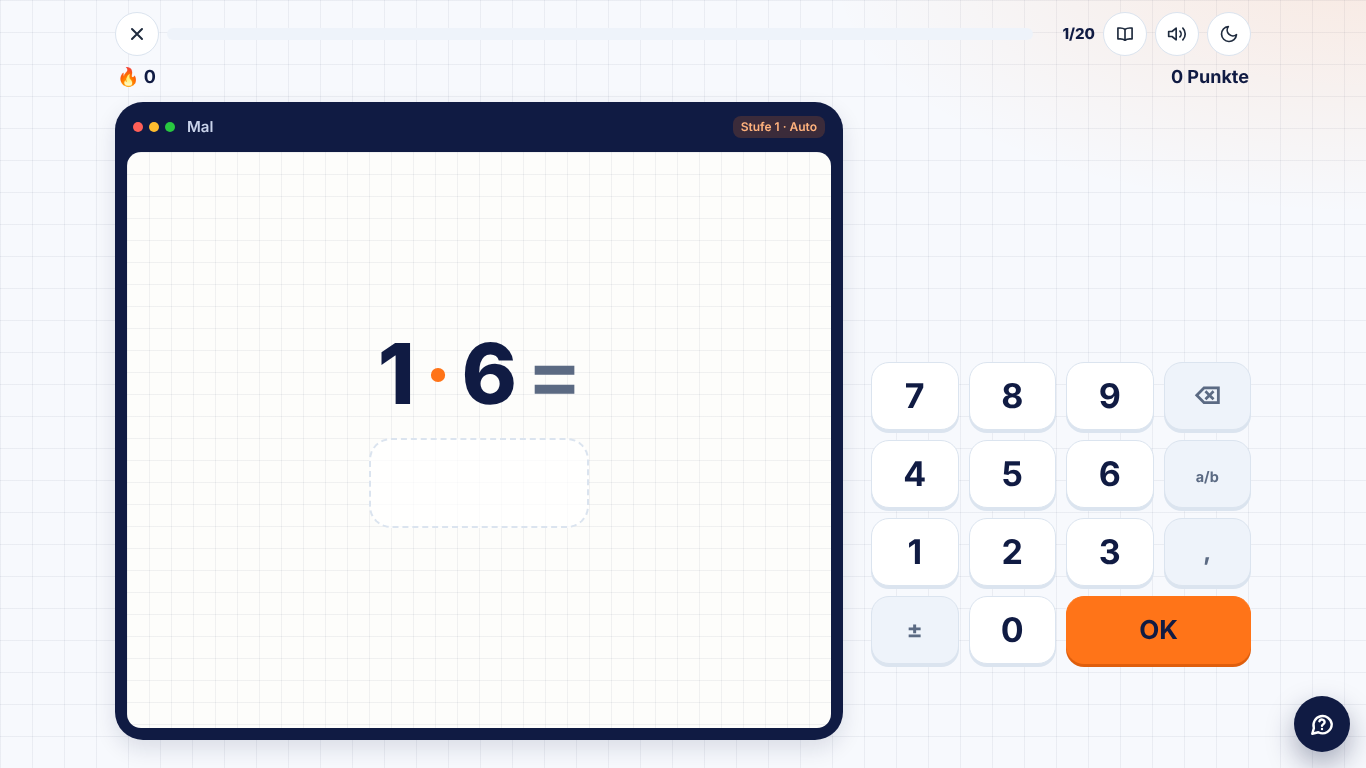 1/20
🔥 0
0 Punkte
Mal
Stufe 1 · Auto
1 · 6 =
7 8 9
4 5 6 a/b
1 2 3 ,
± 0 OK